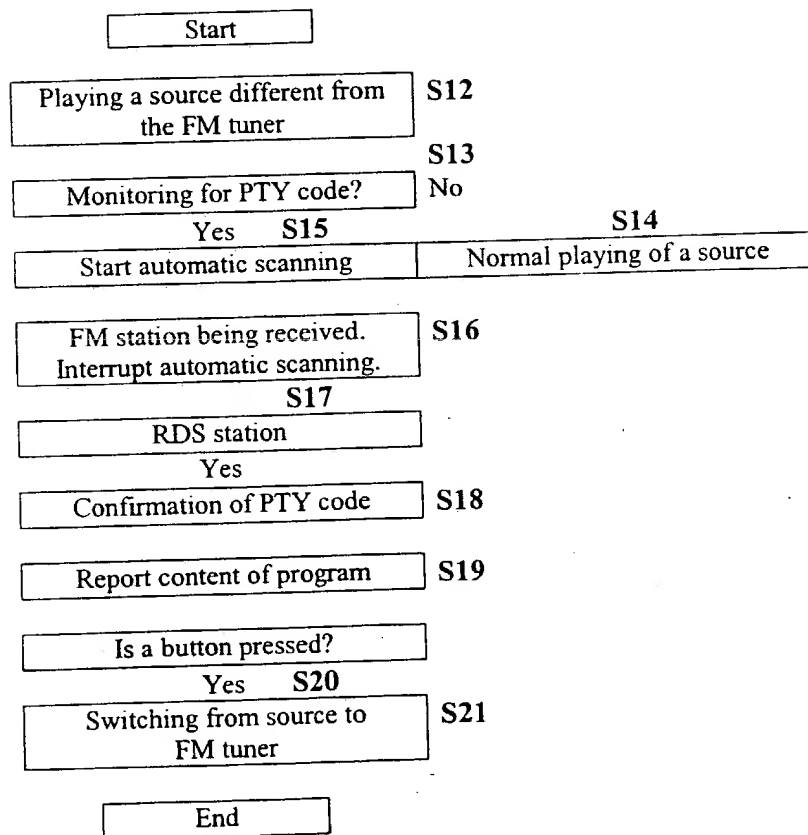 Start
Playing a source different from S12
the FM tuner
S13
Monitoring for PTY code? No
Yes S15 S14
Start automatic scanning Normal playing of a source
FM station being received. S16
Interrupt automatic scanning.
S17
RDS station
Yes
Confirmation of PTY code S18
Report content of program S19
Is a button pressed?
Yes S20
Switching from source to S21
FM tuner
End